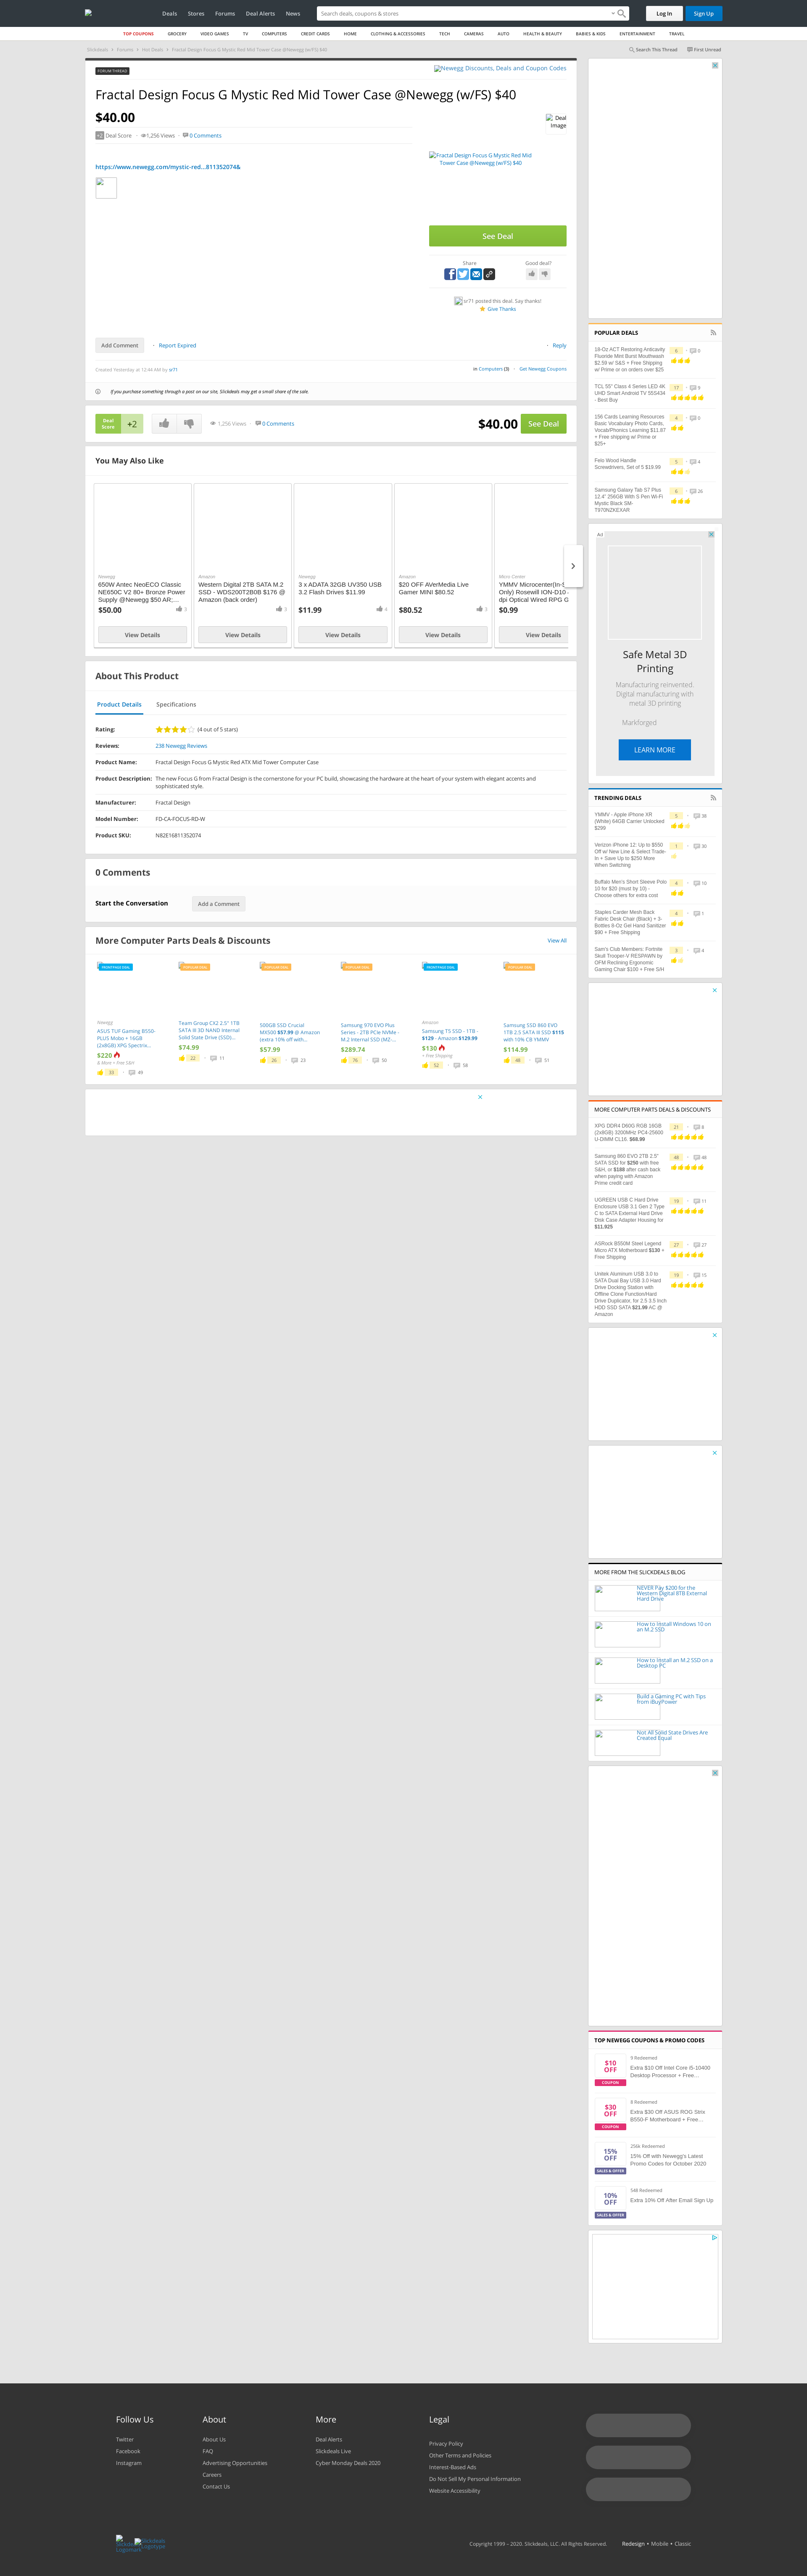 Deals
Stores
Forums
Deal Alerts
News
Search deals, coupons & stores
Log In
Sign Up
TOP COUPONS
GROCERY
VIDEO GAMES
TV
COMPUTERS
CREDIT CARDS
HOME
CLOTHING & ACCESSORIES
TECH
CAMERAS
AUTO
HEALTH & BEAUTY
BABIES & KIDS
ENTERTAINMENT
TRAVEL
Slickdeals › Forums › Hot Deals › Fractal Design Focus G Mystic Red Mid Tower Case @Newegg (w/FS) $40
Search This Thread
First Unread
FORUM THREAD
Newegg Discounts, Deals and Coupon Codes
Fractal Design Focus G Mystic Red Mid Tower Case @Newegg (w/FS) $40
$40.00
+2 Deal Score
1,256 Views
0 Comments
Deal Image
https://www.newegg.com/mystic-red...811352074&
Fractal Design Focus G Mystic Red Mid Tower Case @Newegg (w/FS) $40
See Deal
Share
Good deal?
sr71 posted this deal. Say thanks!
Give Thanks
Add Comment
Report Expired
Reply
Created Yesterday at 12:44 AM by sr71
in Computers (3)
Get Newegg Coupons
If you purchase something through a post on our site, Slickdeals may get a small share of the sale.
Deal Score
+2
1,256 Views
0 Comments
$40.00
See Deal
You May Also Like
Newegg
650W Antec NeoECO Classic NE650C V2 80+ Bronze Power Supply @Newegg $50 AR;...
$50.00
3
View Details
Amazon
Western Digital 2TB SATA M.2 SSD - WDS200T2B0B $176 @ Amazon (back order)
3
View Details
Newegg
3 x ADATA 32GB UV350 USB 3.2 Flash Drives $11.99
$11.99
4
View Details
Amazon
$20 OFF AVerMedia Live Gamer MINI $80.52
$80.52
3
View Details
Micro Center
YMMV Microcenter(In-S
Only) Rosewill ION-D10
dpi Optical Wired RPG G
$0.99
View Details
About This Product
Product Details
Specifications
Rating:
(4 out of 5 stars)
Reviews:
238 Newegg Reviews
Product Name:
Fractal Design Focus G Mystic Red ATX Mid Tower Computer Case
Product Description:
The new Focus G from Fractal Design is the cornerstone for your PC build, showcasing the hardware at the heart of your system with elegant accents and sophisticated style.
Manufacturer:
Fractal Design
Model Number:
FD-CA-FOCUS-RD-W
Product SKU:
N82E16811352074
0 Comments
Start the Conversation
Add a Comment
More Computer Parts Deals & Discounts
View All
FRONTPAGE DEAL
Newegg
ASUS TUF Gaming B550-PLUS Mobo + 16GB (2x8GB) XPG Spectrix...
$220
& More + Free S&H
33
49
POPULAR DEAL
Team Group CX2 2.5" 1TB SATA III 3D NAND Internal Solid State Drive (SSD)...
$74.99
22
11
POPULAR DEAL
500GB SSD Crucial MX500 $57.99 @ Amazon (extra 10% off with...
$57.99
26
23
POPULAR DEAL
Samsung 970 EVO Plus Series - 2TB PCIe NVMe - M.2 Internal SSD (MZ-...
$289.74
76
50
FRONTPAGE DEAL
Amazon
Samsung T5 SSD - 1TB - $129 - Amazon $129.99
$130
+ Free Shipping
52
58
POPULAR DEAL
Samsung SSD 860 EVO 1TB 2.5 SATA III SSD $115 with 10% CB YMMV
$114.99
48
51
POPULAR DEALS
18-Oz ACT Restoring Anticavity Fluoride Mint Burst Mouthwash $2.59 w/ S&S + Free Shipping w/ Prime or on orders over $25
6
0
TCL 55" Class 4 Series LED 4K UHD Smart Android TV 55S434 - Best Buy
17
9
156 Cards Learning Resources Basic Vocabulary Photo Cards, Vocab/Phonics Learning $11.87 + Free shipping w/ Prime or $25+
4
0
Felo Wood Handle Screwdrivers, Set of 5 $19.99
5
4
Samsung Galaxy Tab S7 Plus 12.4" 256GB With S Pen Wi-Fi Mystic Black SM-T970NZKEXAR
6
26
Ad
Safe Metal 3D Printing
Manufacturing reinvented. Digital manufacturing with metal 3D printing
Markforged
LEARN MORE
TRENDING DEALS
YMMV - Apple iPhone XR (White) 64GB Carrier Unlocked $299
5
38
Verizon iPhone 12: Up to $550 Off w/ New Line & Select Trade-In + Save Up to $250 More When Switching
1
30
Buffalo Men's Short Sleeve Polo 10 for $20 (must by 10) - Choose others for extra cost
4
10
Staples Carder Mesh Back Fabric Desk Chair (Black) + 3-Bottles 8-Oz Gel Hand Sanitizer $90 + Free Shipping
4
1
Sam's Club Members: Fortnite Skull Trooper-V RESPAWN by OFM Reclining Ergonomic Gaming Chair $100 + Free S/H
3
4
MORE COMPUTER PARTS DEALS & DISCOUNTS
XPG DDR4 D60G RGB 16GB (2x8GB) 3200MHz PC4-25600 U-DIMM CL16. $68.99
21
8
Samsung 860 EVO 2TB 2.5" SATA SSD for $250 with free S&H. or $188 after cash back when paying with Amazon Prime credit card
44
46
UGREEN USB C Hard Drive Enclosure USB 3.1 Gen 2 Type C to SATA External Hard Drive Disk Case Adapter Housing for $11.925
19
11
ASRock B550M Steel Legend Micro ATX Motherboard $130 + Free Shipping
27
27
Unitek Aluminum USB 3.0 to SATA Dual Bay USB 3.0 Hard Drive Docking Station with Offline Clone Function/Hard Drive Duplicator, for 2.5 3.5 Inch HDD SSD SATA $21.99 AC @ Amazon
19
15
MORE FROM THE SLICKDEALS BLOG
NEVER Pay $200 for the Western Digital 8TB External Hard Drive
How to Install Windows 10 on an M.2 SSD
How to Install an M.2 SSD on a Desktop PC
Build a Gaming PC with Tips from iBuyPower
Not All Solid State Drives Are Created Equal
TOP NEWEGG COUPONS & PROMO CODES
$10 OFF
COUPON
9 Redeemed
Extra $10 Off Intel Core i5-10400 Desktop Processor + Free...
$30 OFF
COUPON
8 Redeemed
Extra $30 Off ASUS ROG Strix B550-F Motherboard + Free...
15% OFF
SALES & OFFER
256k Redeemed
15% Off with Newegg's Latest Promo Codes for October 2020
10% OFF
SALES & OFFER
548 Redeemed
Extra 10% Off After Email Sign Up
Follow Us
Twitter
Facebook
Instagram
About
About Us
FAQ
Advertising Opportunities
Careers
Contact Us
More
Deal Alerts
Slickdeals Live
Cyber Monday Deals 2020
Legal
Privacy Policy
Other Terms and Policies
Interest-Based Ads
Do Not Sell My Personal Information
Website Accessibility
Slickdeals Logomark
Slickdeals Logotype
Copyright 1999 – 2020. Slickdeals, LLC. All Rights Reserved.
Redesign • Mobile • Classic